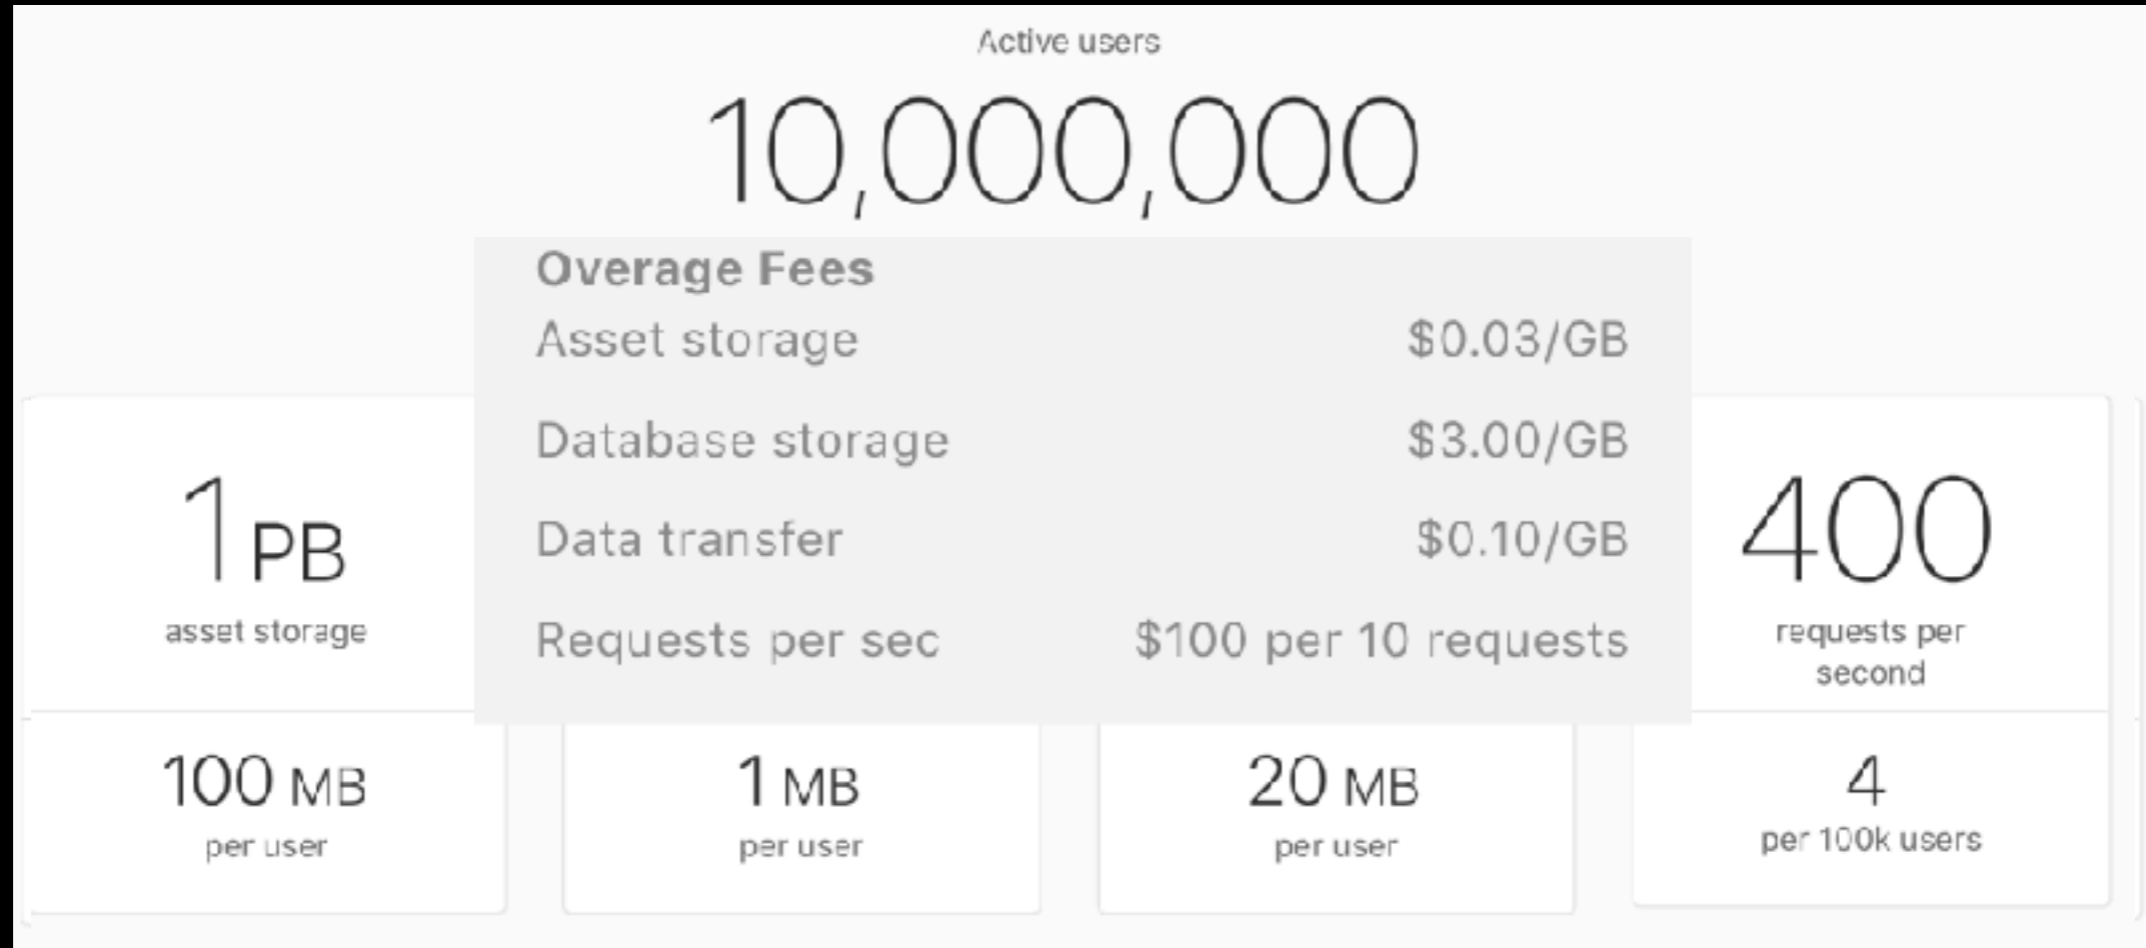 Active users
10,000,000
Overage Fees
Asset storage $0.03/GB
Database storage $3.00/GB
Data transfer $0.10/GB
Requests per sec $100 per 10 requests
1 PB
asset storage
100 MB
per user
1 MB
per user
20 MB
per user
400
requests per
second
4
per 100k users